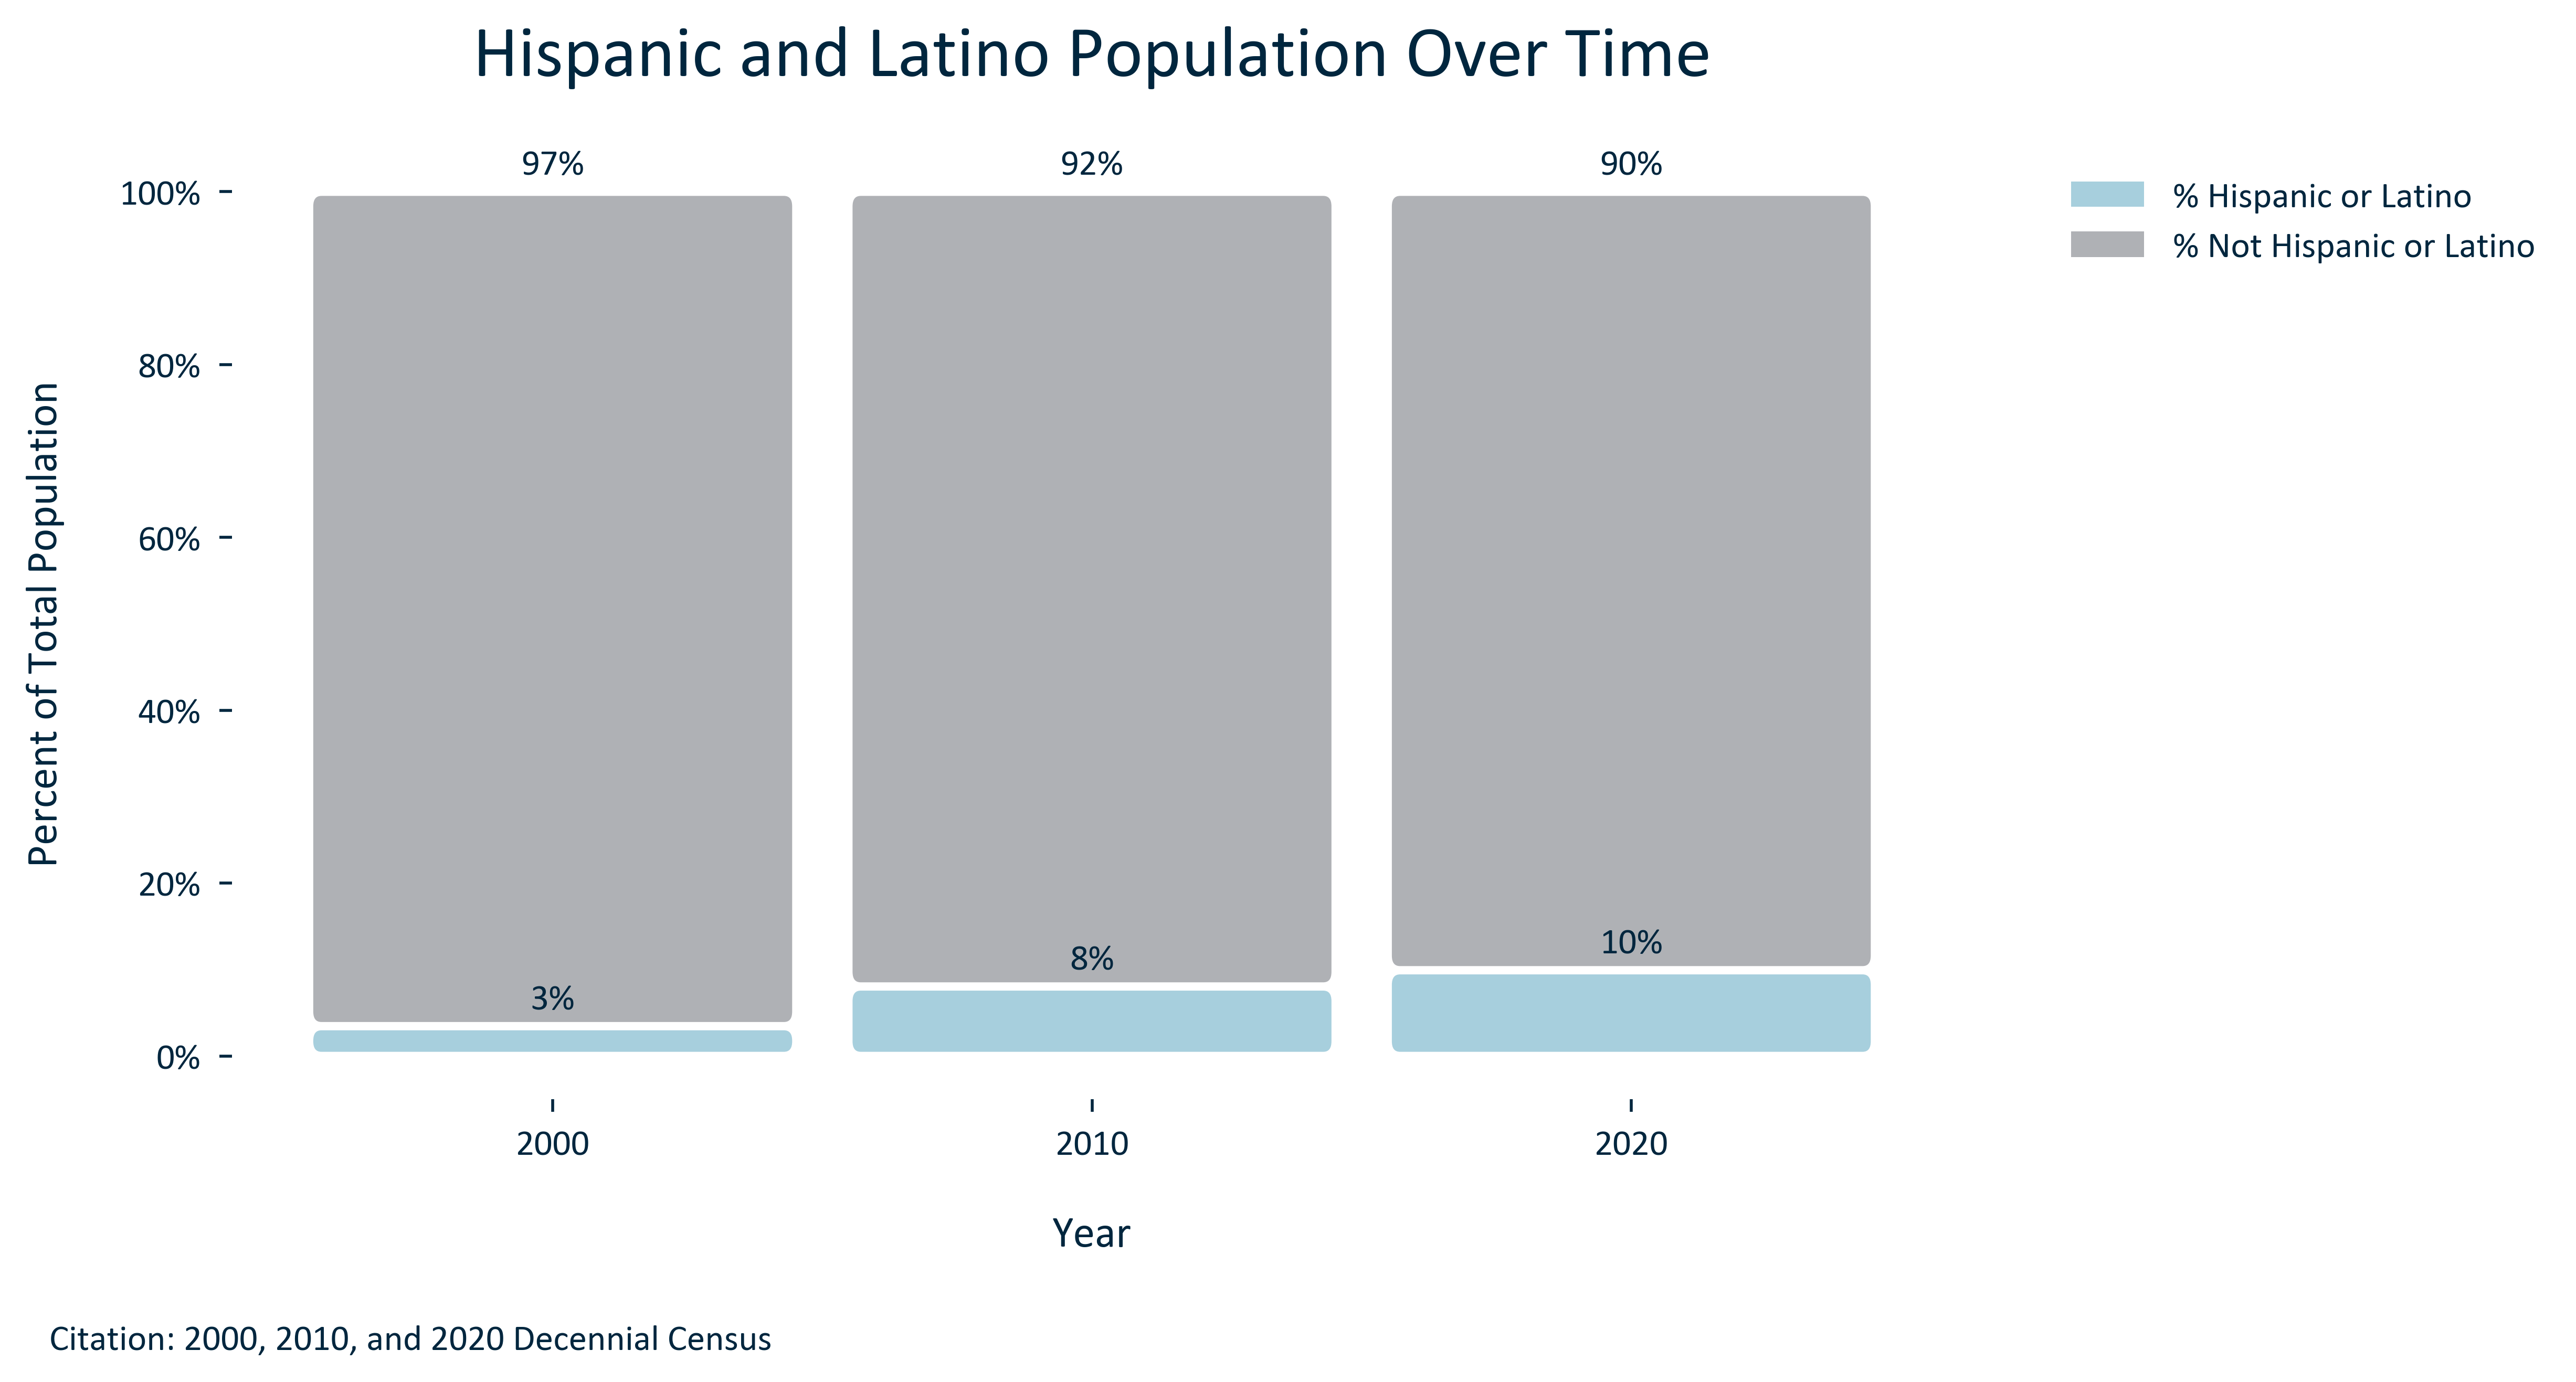 Hispanic and Latino Population Over Time
97%
92%
90%
100%
80%
60%
40%
20%
0%
Percent of Total Population
3%
8%
10%
2000
2010
2020
Year
% Hispanic or Latino
% Not Hispanic or Latino
Citation: 2000, 2010, and 2020 Decennial Census